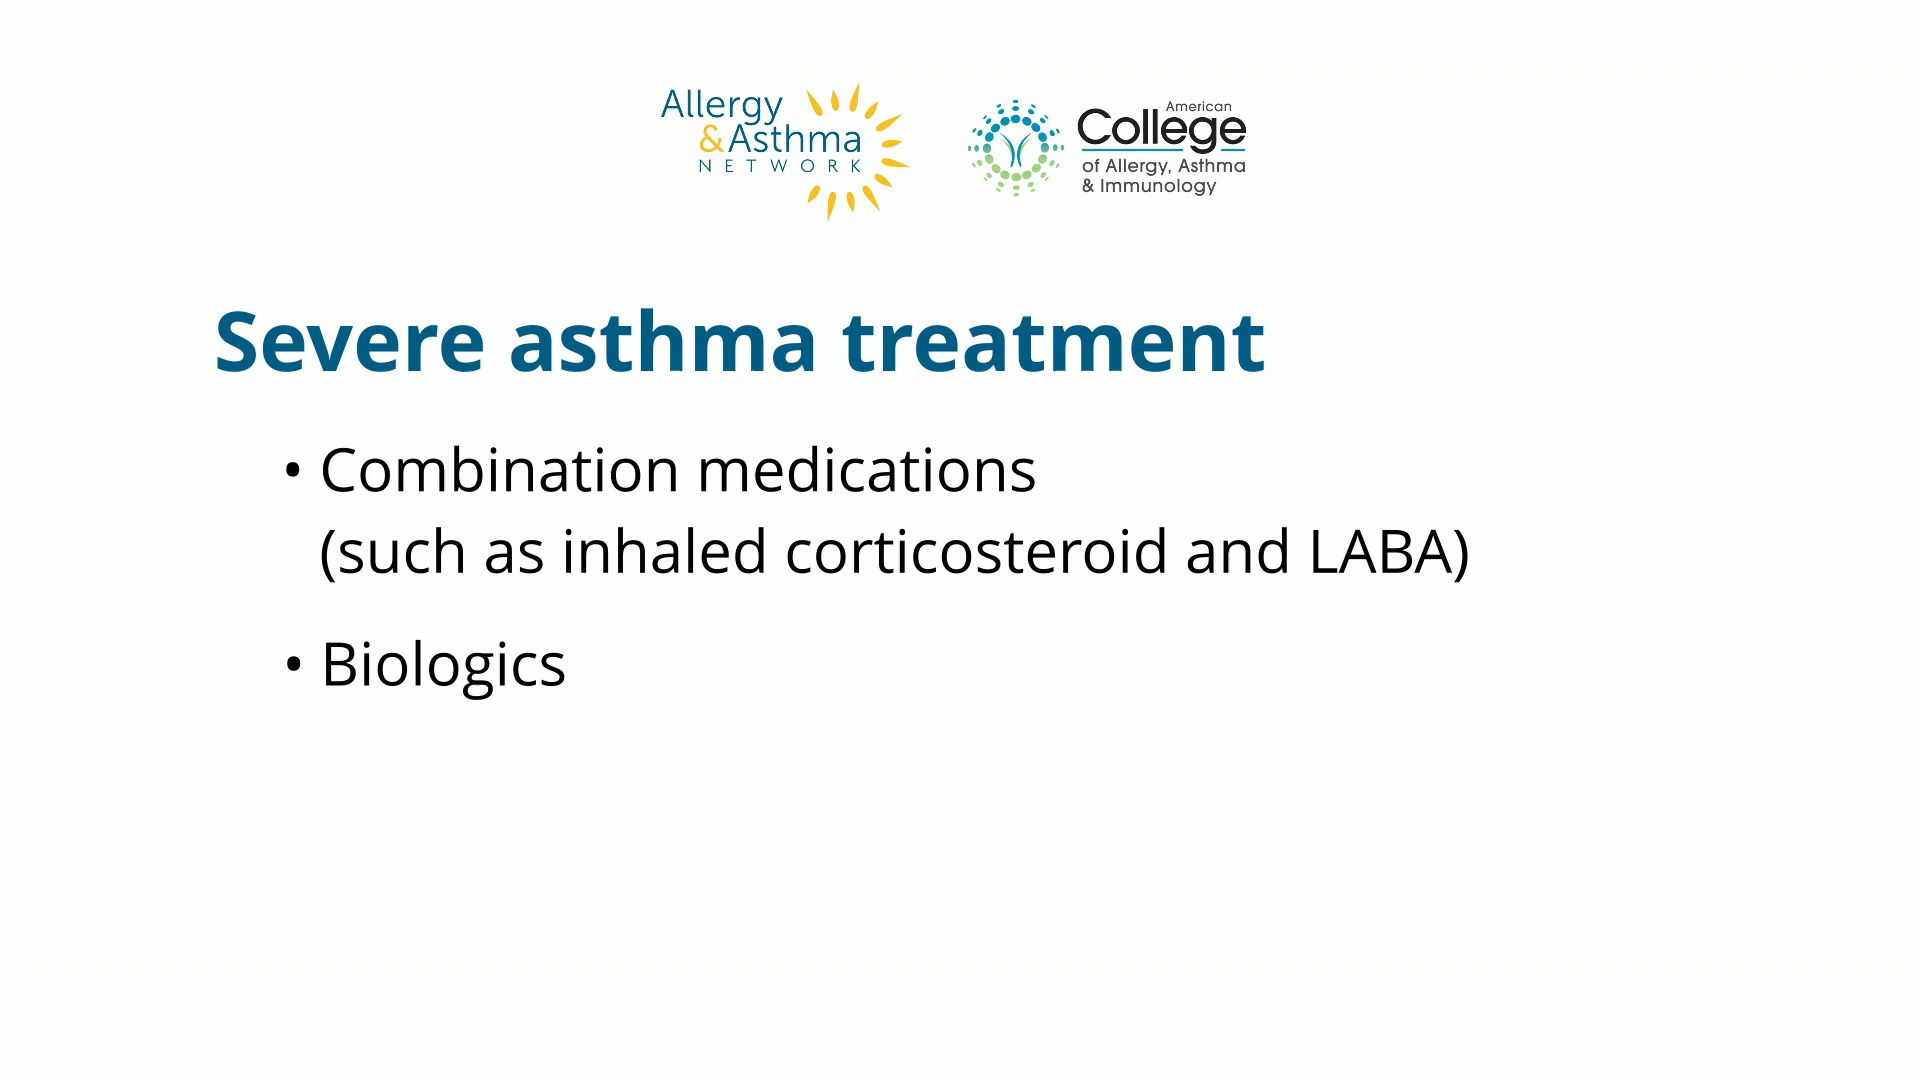 Allergy
&Asthma
NETWORK
American
College
of Allergy, Asthma
& Immunology
Severe asthma treatment
• Combination medications
(such as inhaled corticosteroid and LABA)
• Biologics